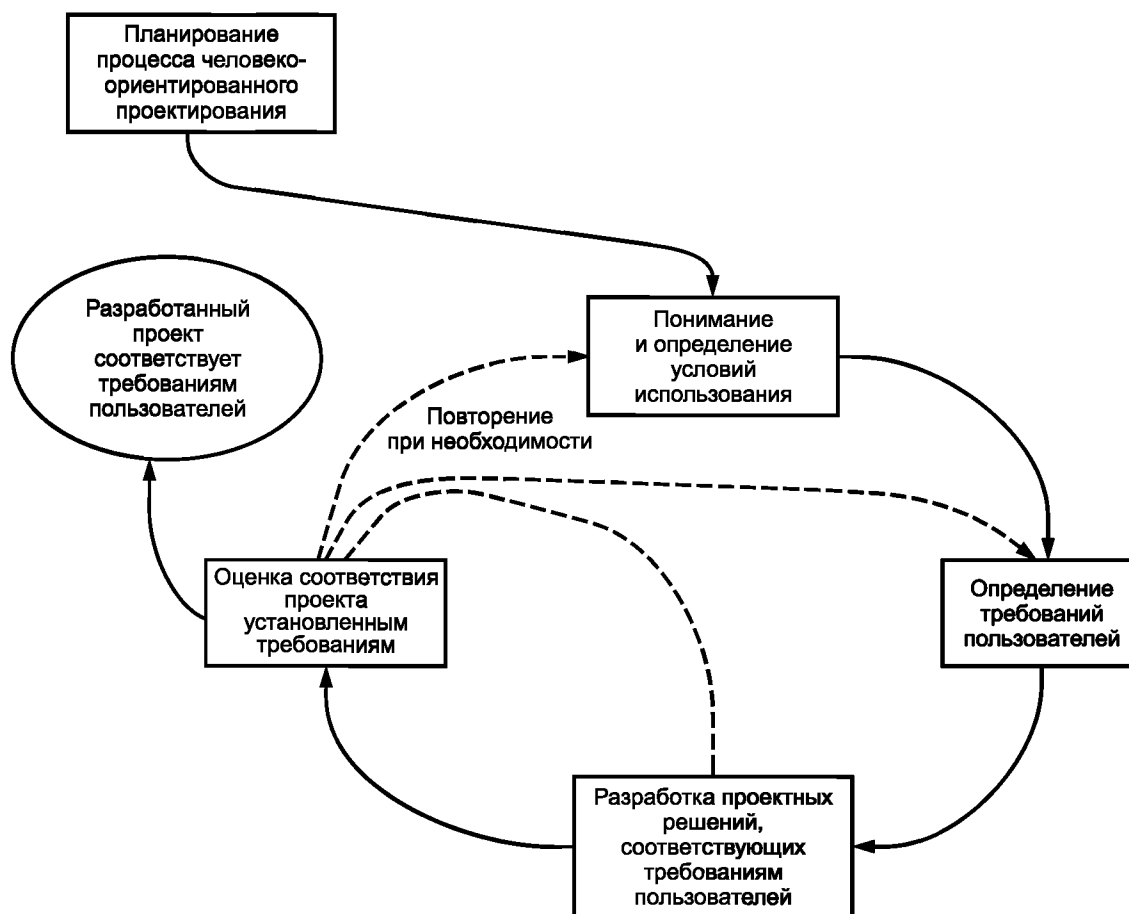 Планирование
процесса человеко-
ориентированного
проектирования
Разработанный
проект
соответствует
требованиям
пользователей
Понимание
и определение
условий
использования
Повторение
при необходимости
Оценка соответствия
проекта
установленным
требованиям
Определение
требований
пользователей
Разработка проектных
решений,
соответствующих
требованиям
пользователей